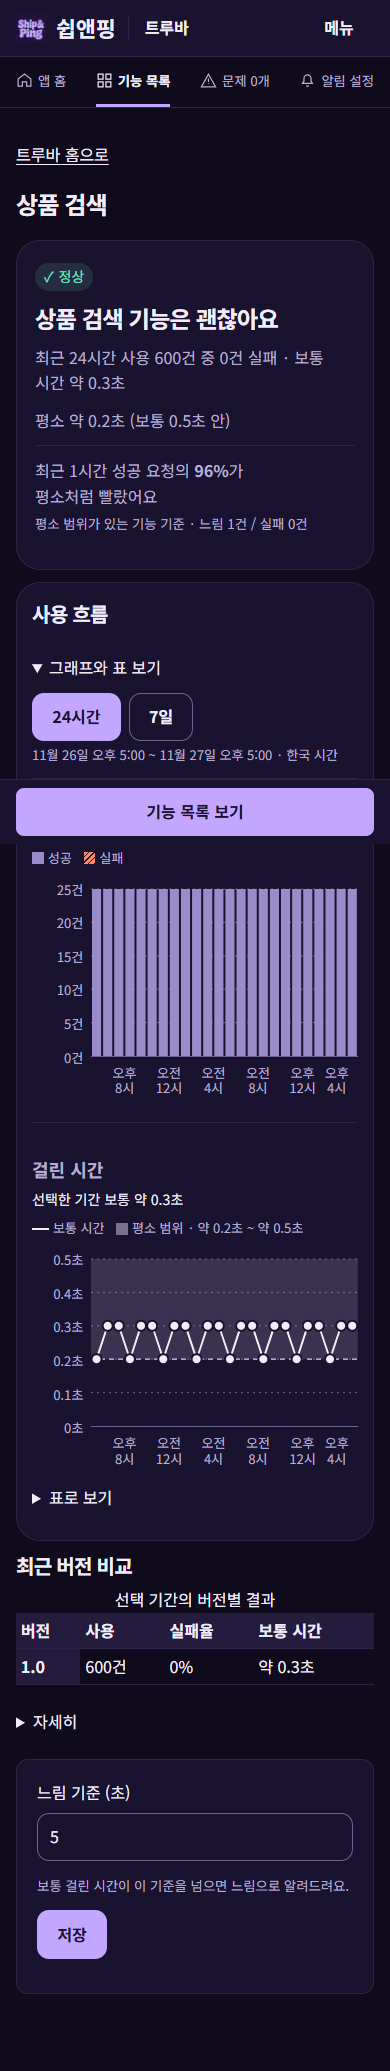 Ship&Ping 쉽앤핑 트루바 메뉴
앱 홈 기능 목록 문제 0개 알림 설정
트루바 홈으로
상품 검색
✓ 정상
상품 검색 기능은 괜찮아요
최근 24시간 사용 600건 중 0건 실패 · 보통
시간 약 0.3초
평소 약 0.2초 (보통 0.5초 안)
최근 1시간 성공 요청의 96%가
평소처럼 빨랐어요
평소 범위가 있는 기능 기준 · 느림 1건 / 실패 0건
사용 흐름
▼ 그래프와 표 보기
24시간 7일
11월 26일 오후 5:00 ~ 11월 27일 오후 5:00 · 한국 시간
기능 목록 보기
성공 실패
25건
20건
15건
10건
5건
0건
오후 오전 오전 오후 오후 오후
8시 12시 4시 8시 12시 4시
걸린 시간
선택한 기간 보통 약 0.3초
보통 시간 평소 범위 · 약 0.2초 ~ 약 0.5초
0.5초
0.4초
0.3초
0.2초
0.1초
0초
오후 오전 오전 오전 오후 오후
8시 12시 4시 8시 12시 4시
▶ 표로 보기
최근 버전 비교
선택 기간의 버전별 결과
버전 사용 실패율 보통 시간
1.0 600건 0% 약 0.3초
▶ 자세히
느림 기준 (초)
5
보통 걸린 시간이 이 기준을 넘으면 느림으로 알려드려요.
저장